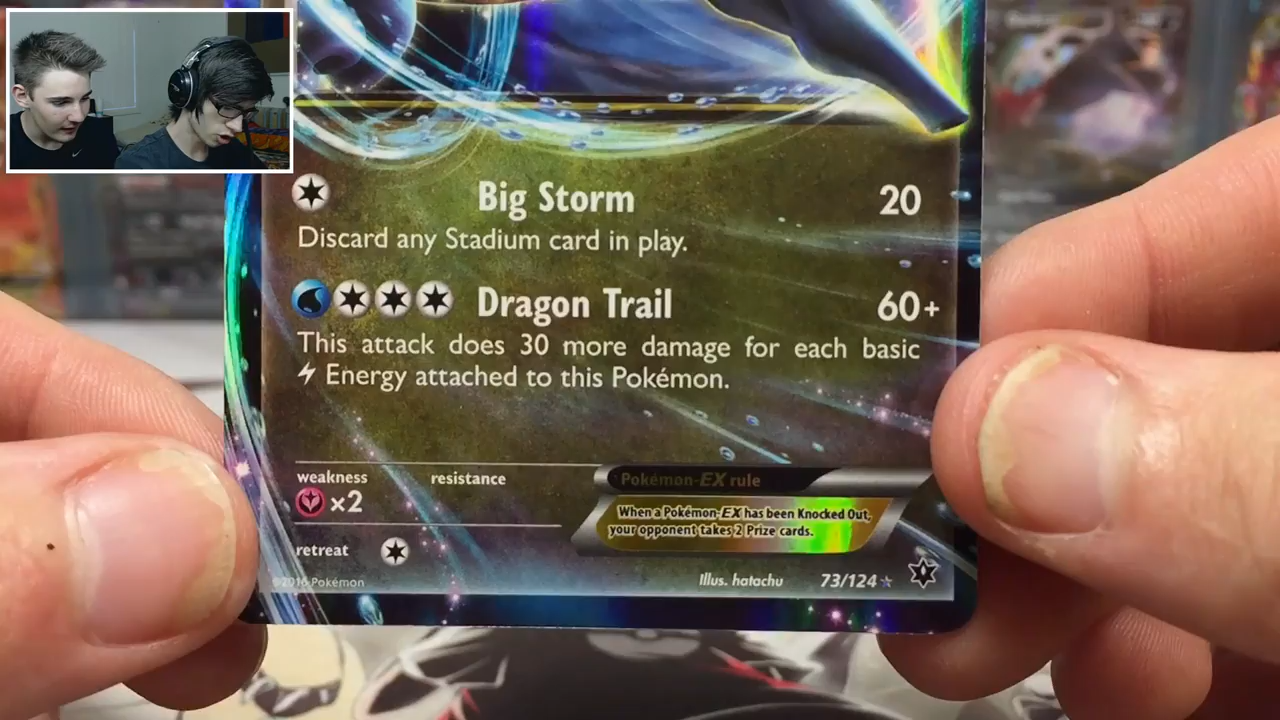 Big Storm 20
Discard any Stadium card in play.
Dragon Trail 60+
This attack does 30 more damage for each basic
Energy attached to this Pokémon.
weakness resistance
×2
Pokémon-EX rule
When a Pokémon-EX has been Knocked Out,
your opponent takes 2 Prize cards.
retreat
©2016 Pokémon Illus. hatachu 73/124